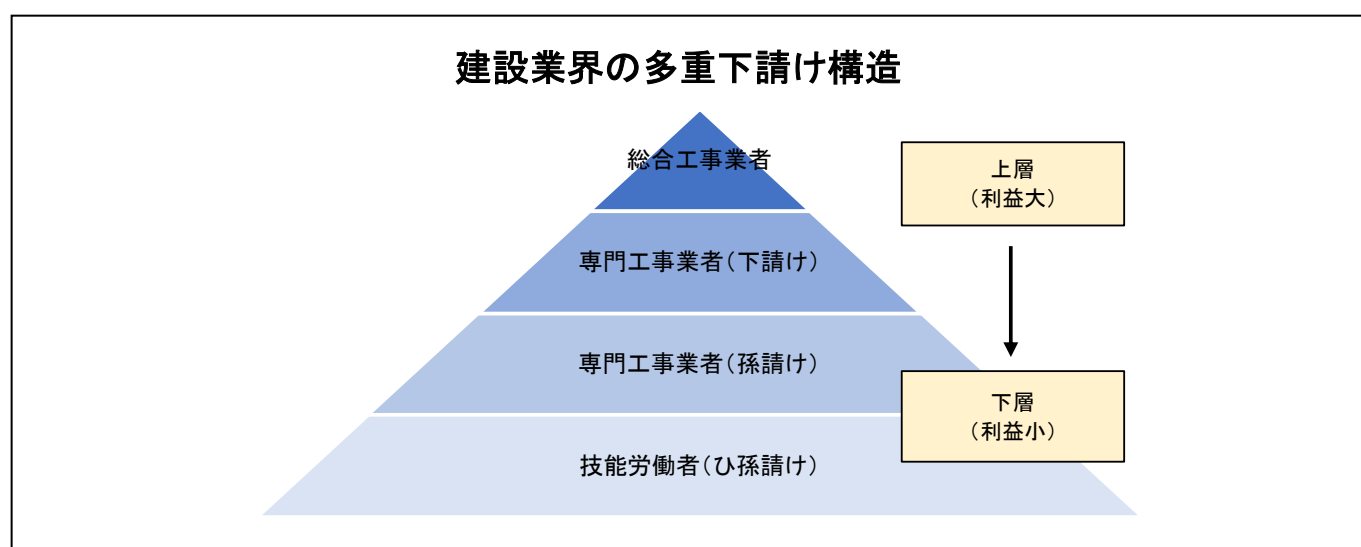 建設業界の多重下請け構造
総合工事業者
専門工事業者(下請け)
専門工事業者(孫請け)
技能労働者(ひ孫請け)
上層
(利益大)
下層
(利益小)